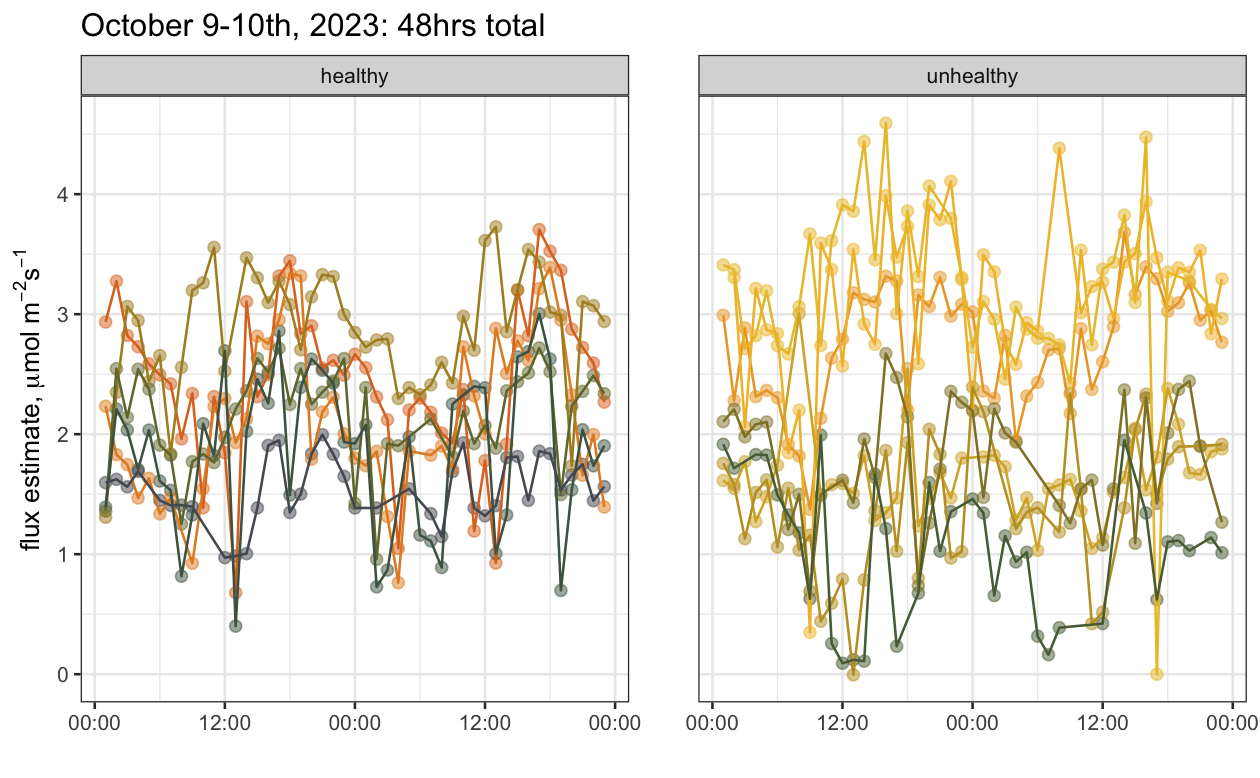 October 9-10th, 2023: 48hrs total
healthy
unhealthy
flux estimate, μmol m⁻²s⁻¹
4
3
2
1
0
00:00 12:00 00:00 12:00 00:00
00:00 12:00 00:00 12:00 00:00